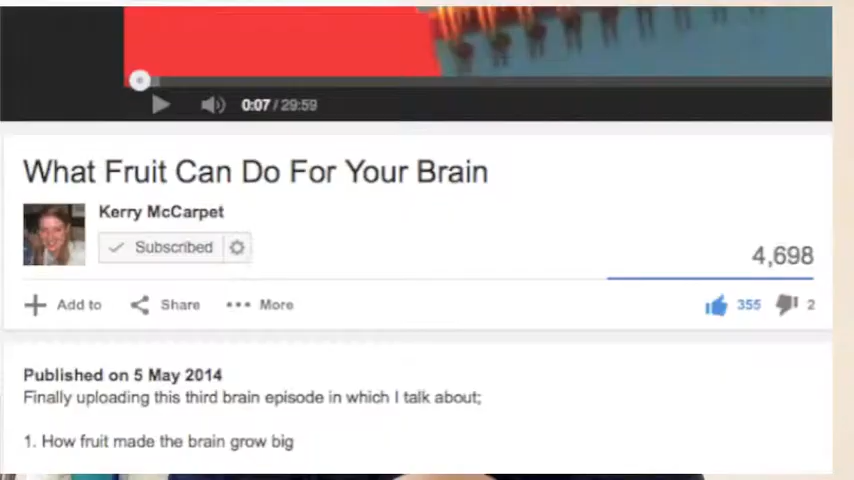 0:07 / 29:59
What Fruit Can Do For Your Brain
Kerry McCarpet
Subscribed
4,698
Add to Share More 355 2
Published on 5 May 2014
Finally uploading this third brain episode in which I talk about;
1. How fruit made the brain grow big